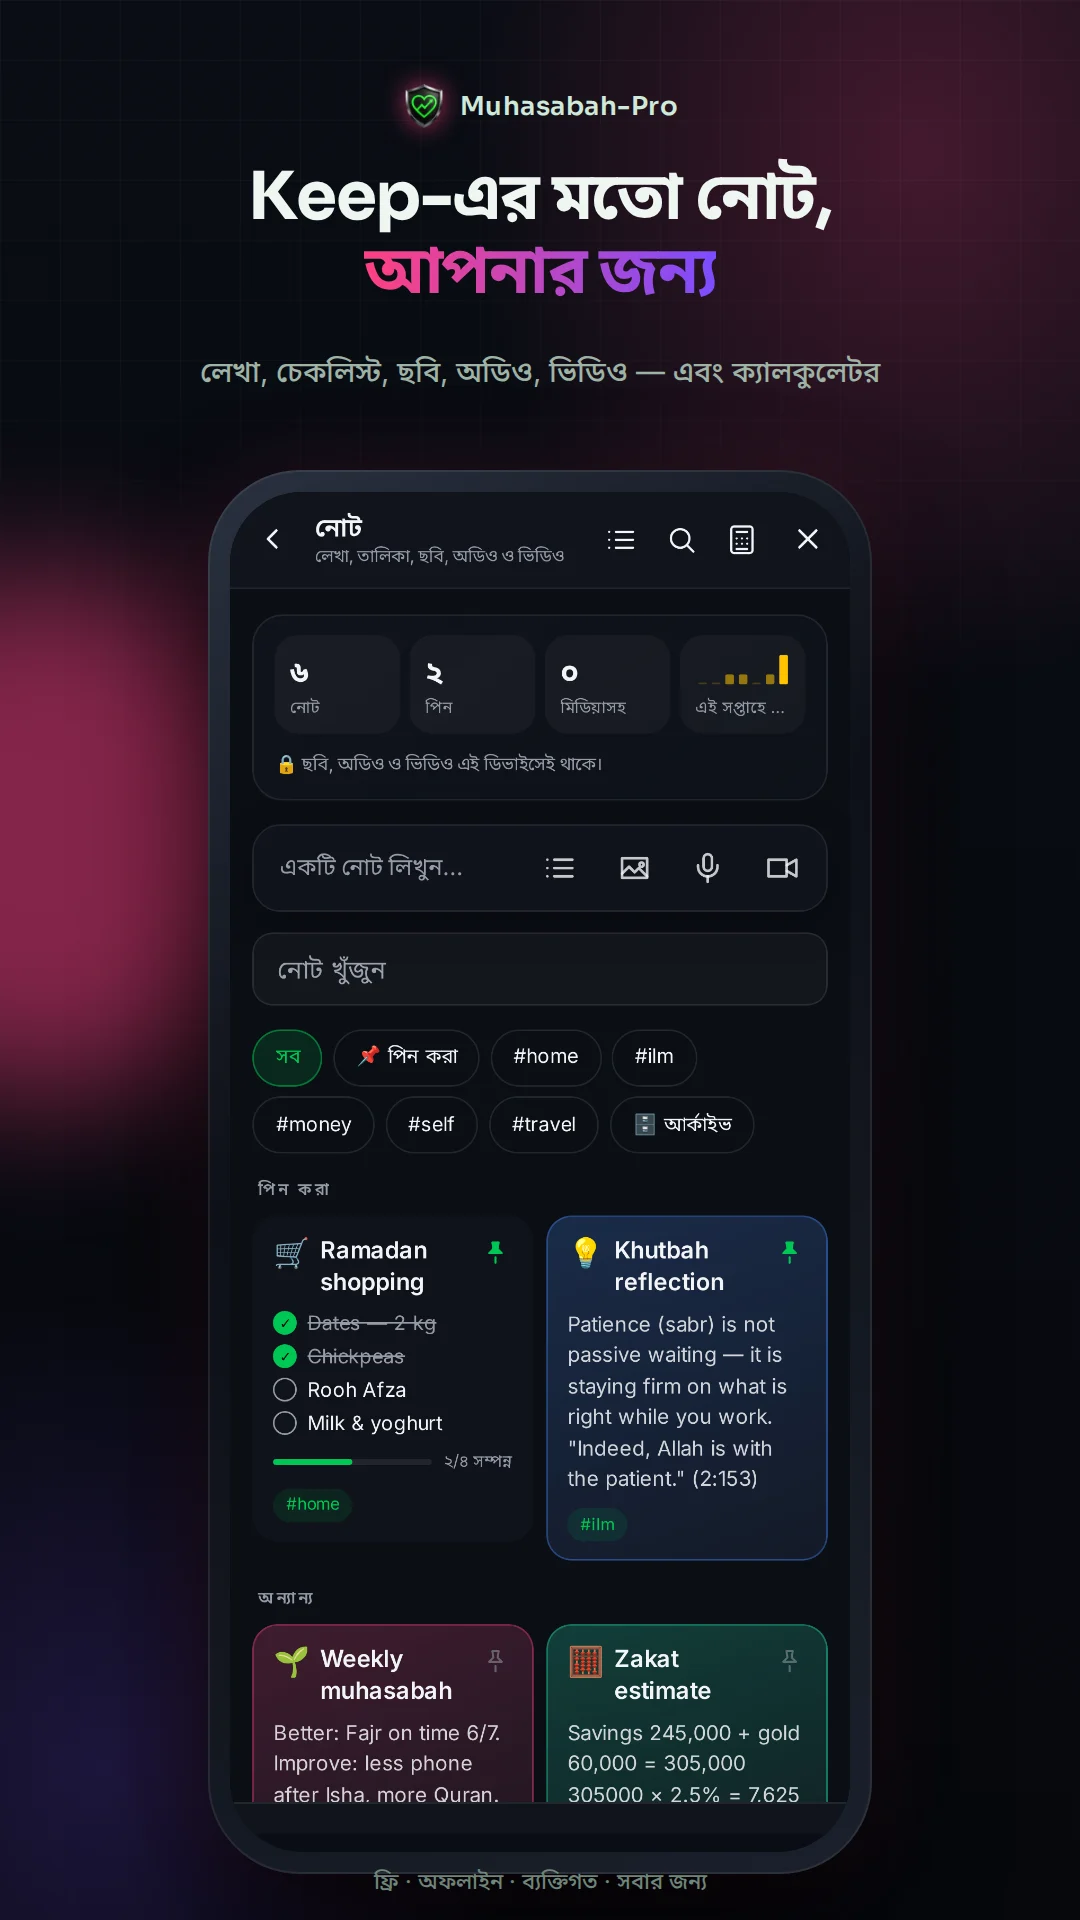 Muhasabah-Pro
Keep-এর মতো নোট,
আপনার জন্য
লেখা, চেকলিস্ট, ছবি, অডিও, ভিডিও — এবং ক্যালকুলেটর
নোট
লেখা, তালিকা, ছবি, অডিও ও ভিডিও
৬
নোট
২
পিন
০
মিডিয়াসহ
এই সপ্তাহে ...
🔒 ছবি, অডিও ও ভিডিও এই ডিভাইসেই থাকে।
একটি নোট লিখুন...
নোট খুঁজুন
সব
📌 পিন করা
#home
#ilm
#money
#self
#travel
🗄️ আর্কাইভ
পিন করা
🛒 Ramadan
shopping
Dates — 2 kg
Chickpeas
Rooh Afza
Milk & yoghurt
২/৪ সম্পন্ন
#home
💡 Khutbah
reflection
Patience (sabr) is not
passive waiting — it is
staying firm on what is
right while you work.
"Indeed, Allah is with
the patient." (2:153)
#ilm
অন্যান্য
🌱 Weekly
muhasabah
Better: Fajr on time 6/7.
Improve: less phone
after Isha, more Quran.
🧮 Zakat
estimate
Savings 245,000 + gold
60,000 = 305,000
305000 × 2.5% = 7,625
ফ্রি · অফলাইন · ব্যক্তিগত · সবার জন্য